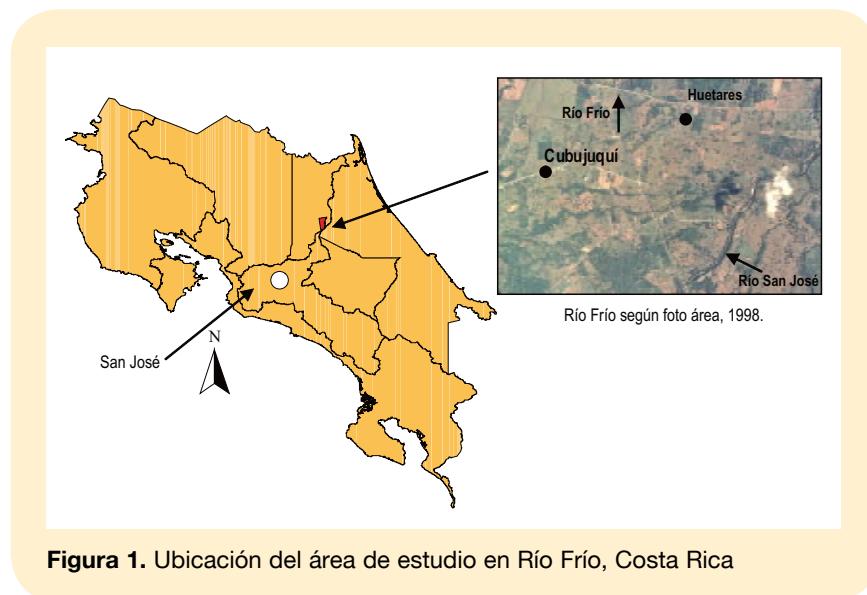 Huetares
Río Frío
Cubujuquí
Río San José
Río Frío según foto área, 1998.
San José
N
Figura 1. Ubicación del área de estudio en Río Frío, Costa Rica